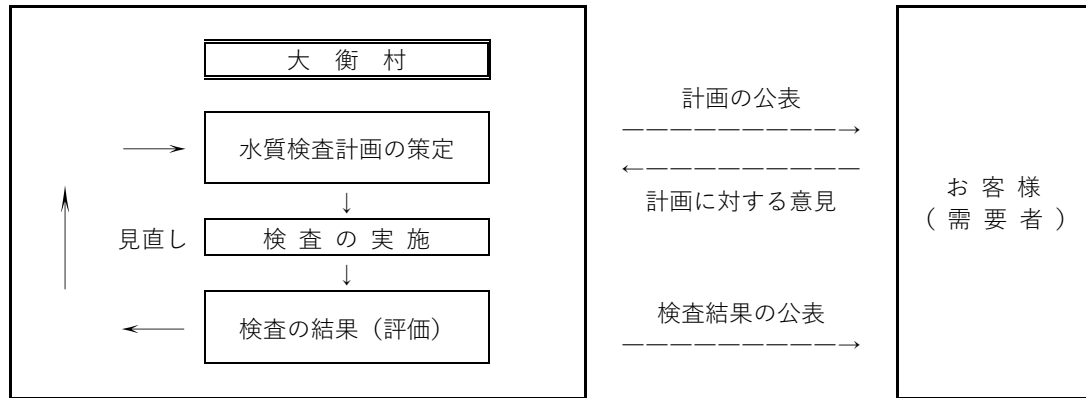 大 衡 村
計画の公表
水質検査計画の策定
―――――――――→
←―――――――――
計画に対する意見
お 客 様
( 需 要 者 )
↓
見直し
検 査 の 実 施
↓
検査の結果（評価）
検査結果の公表
―――――――――→